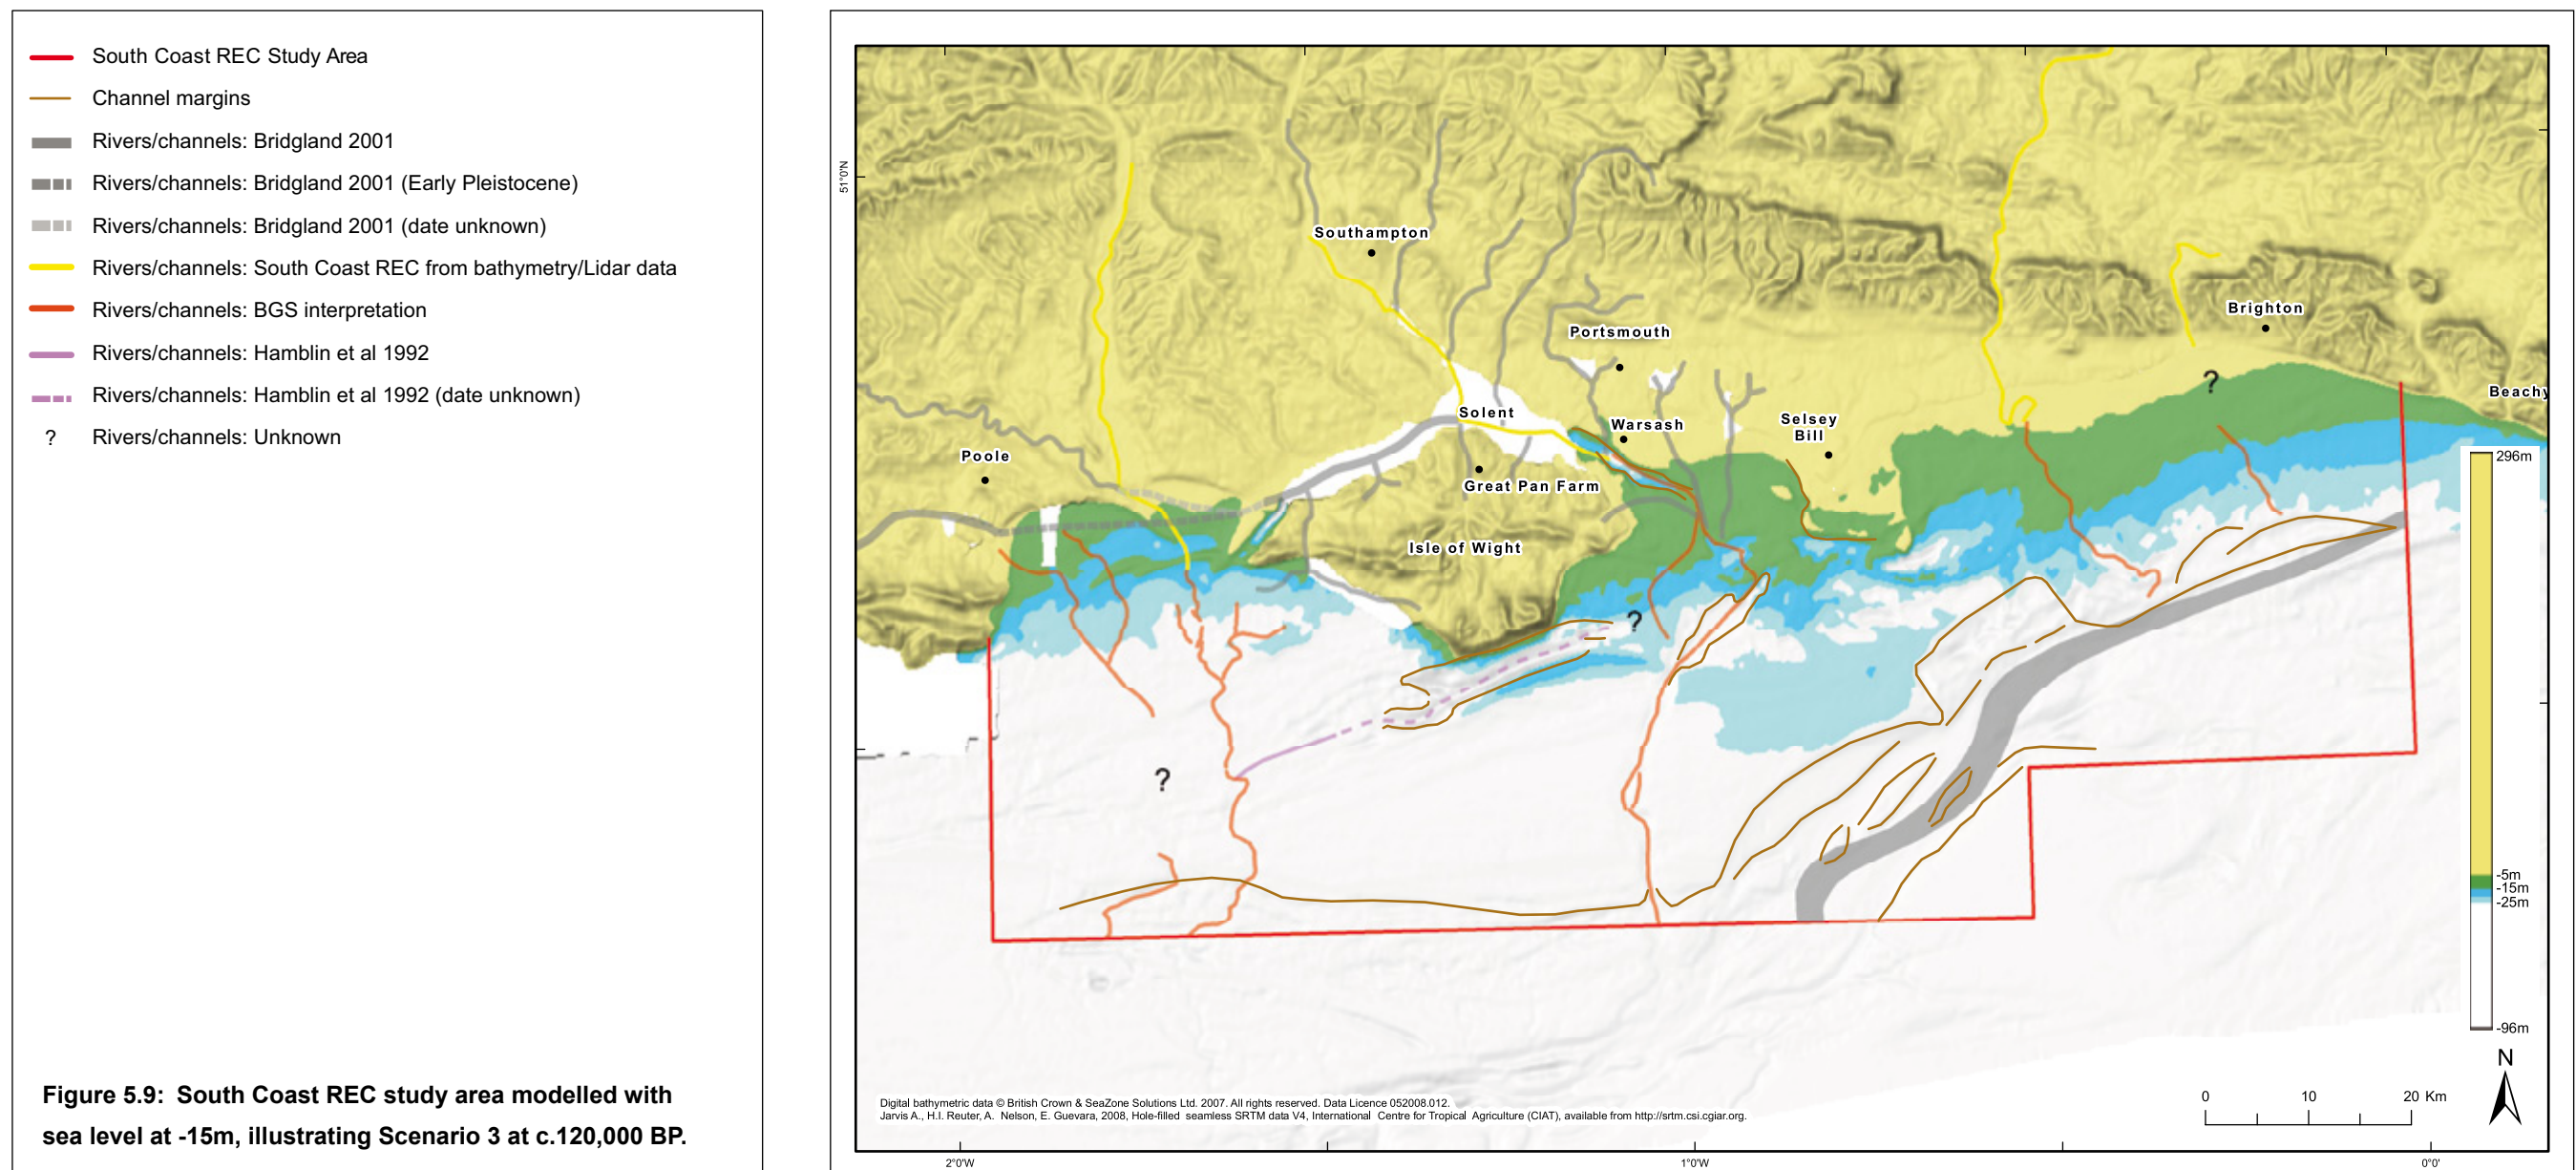 South Coast REC Study Area
Channel margins
Rivers/channels: Bridgland 2001
Rivers/channels: Bridgland 2001 (Early Pleistocene)
Rivers/channels: Bridgland 2001 (date unknown)
Rivers/channels: South Coast REC from bathymetry/Lidar data
Rivers/channels: BGS interpretation
Rivers/channels: Hamblin et al 1992
Rivers/channels: Hamblin et al 1992 (date unknown)
? Rivers/channels: Unknown
Figure 5.9: South Coast REC study area modelled with
sea level at -15m, illustrating Scenario 3 at c.120,000 BP.
51°0'N
Southampton
Portsmouth
Brighton
?
Beachy
Solent
Warsash
Selsey
Bill
Poole
Great Pan Farm
Isle of Wight
?
?
296m
-5m
-15m
-25m
-96m
N
0 10 20 Km
Digital bathymetric data © British Crown & SeaZone Solutions Ltd. 2007. All rights reserved. Data Licence 052008.012.
Jarvis A., H.I. Reuter, A. Nelson, E. Guevara, 2008, Hole-filled seamless SRTM data V4, International Centre for Tropical Agriculture (CIAT), available from http://srtm.csi.cgiar.org.
2°0'W 1°0'W 0°0'